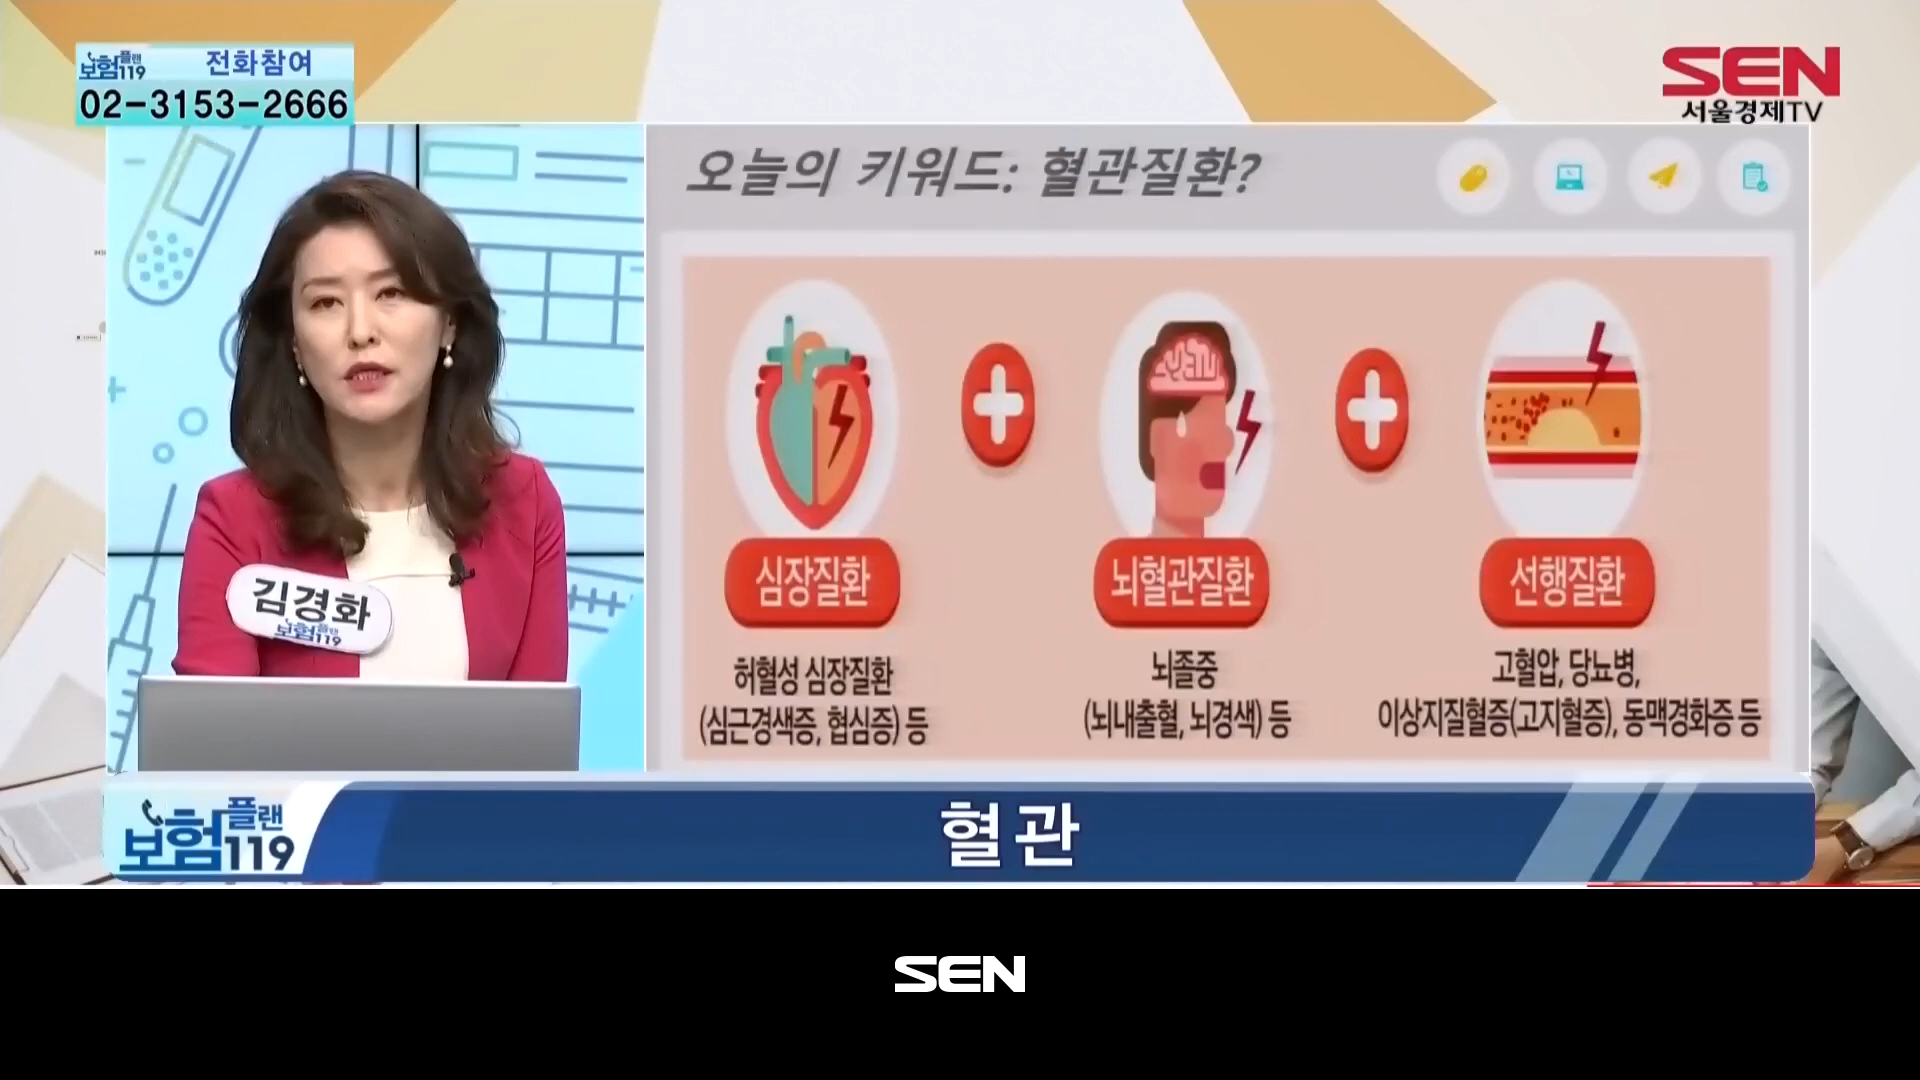 보험플랜119 전화참여
02-3153-2666
SEN
서울경제TV
오늘의 키워드: 혈관질환?
심장질환
뇌혈관질환
선행질환
허혈성 심장질환
(심근경색증, 협심증) 등
뇌졸중
(뇌내출혈, 뇌경색) 등
고혈압, 당뇨병,
이상지질혈증(고지혈증), 동맥경화증 등
김경화
보험플랜119
보험플랜119
혈관
SEN